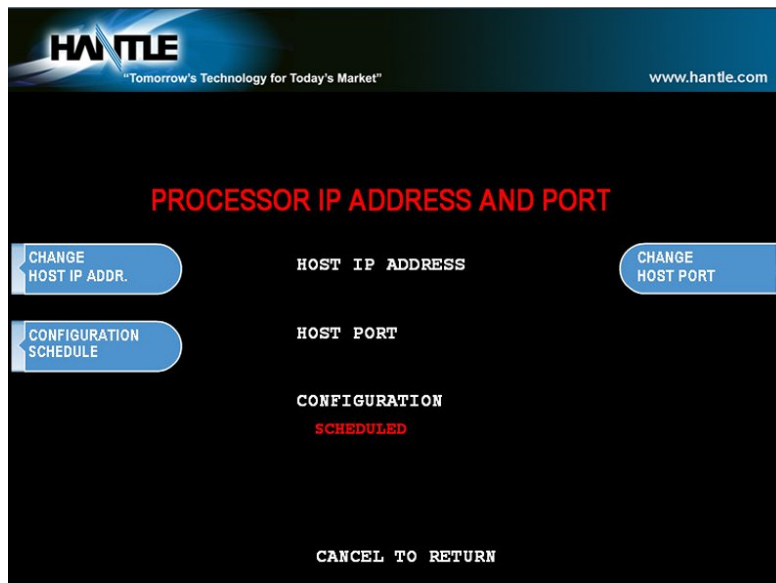 HANTLE
"Tomorrow's Technology for Today's Market"
www.hantle.com
PROCESSOR IP ADDRESS AND PORT
CHANGE
HOST IP ADDR.
HOST IP ADDRESS
CHANGE
HOST PORT
CONFIGURATION
SCHEDULE
HOST PORT
CONFIGURATION
SCHEDULED
CANCEL TO RETURN